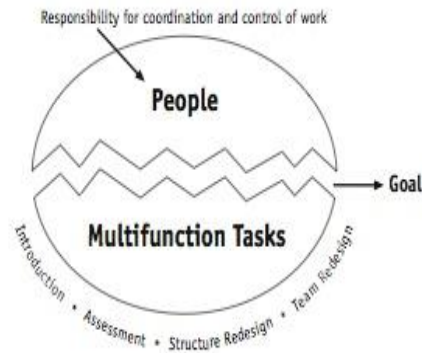 Responsibility for coordination and control of work
People
Goal
Multifunction Tasks
Introduction • Assessment • Structure Redesign • Team Redesign